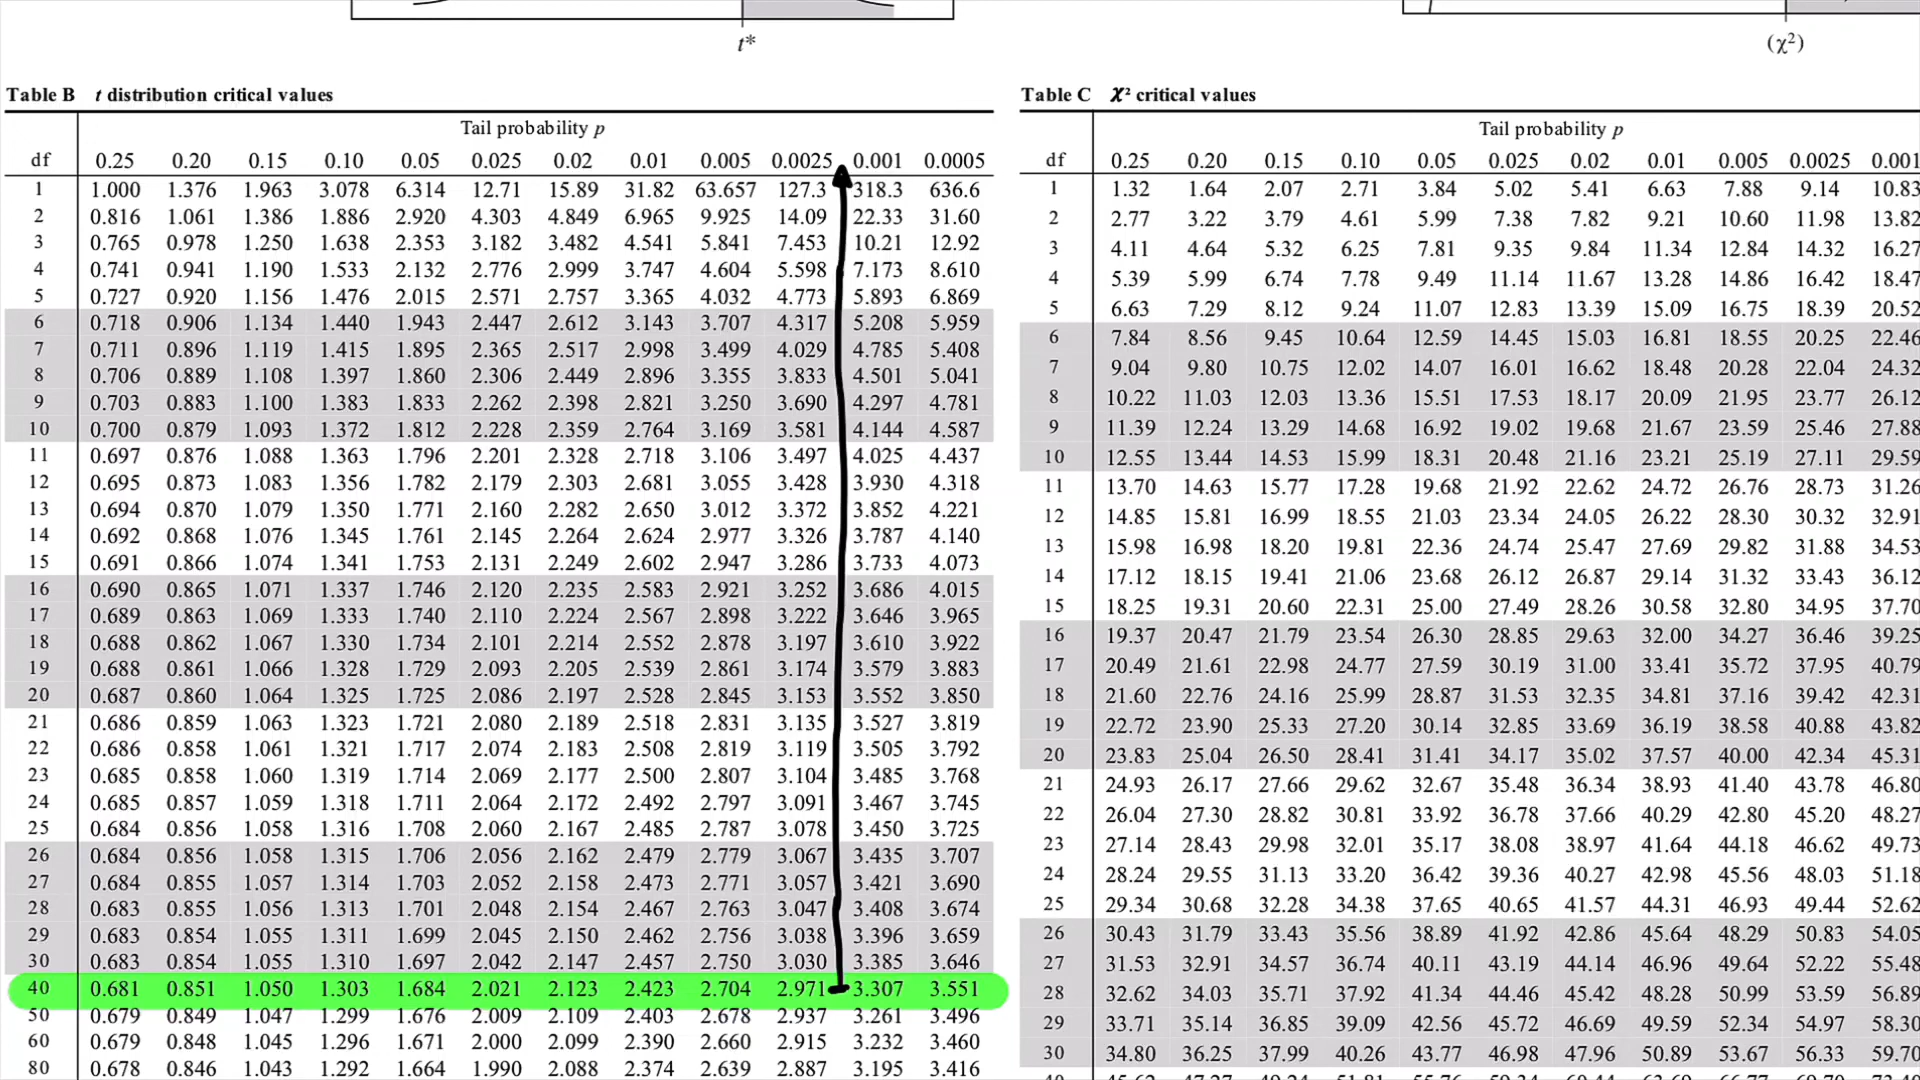 t*
(χ²)
Table B t distribution critical values
Tail probability p
df 0.25 0.20 0.15 0.10 0.05 0.025 0.02 0.01 0.005 0.0025 0.001 0.0005
1 1.000 1.376 1.963 3.078 6.314 12.71 15.89 31.82 63.657 127.3 318.3 636.6
2 0.816 1.061 1.386 1.886 2.920 4.303 4.849 6.965 9.925 14.09 22.33 31.60
3 0.765 0.978 1.250 1.638 2.353 3.182 3.482 4.541 5.841 7.453 10.21 12.92
4 0.741 0.941 1.190 1.533 2.132 2.776 2.999 3.747 4.604 5.598 7.173 8.610
5 0.727 0.920 1.156 1.476 2.015 2.571 2.757 3.365 4.032 4.773 5.893 6.869
6 0.718 0.906 1.134 1.440 1.943 2.447 2.612 3.143 3.707 4.317 5.208 5.959
7 0.711 0.896 1.119 1.415 1.895 2.365 2.517 2.998 3.499 4.029 4.785 5.408
8 0.706 0.889 1.108 1.397 1.860 2.306 2.449 2.896 3.355 3.833 4.501 5.041
9 0.703 0.883 1.100 1.383 1.833 2.262 2.398 2.821 3.250 3.690 4.297 4.781
10 0.700 0.879 1.093 1.372 1.812 2.228 2.359 2.764 3.169 3.581 4.144 4.587
11 0.697 0.876 1.088 1.363 1.796 2.201 2.328 2.718 3.106 3.497 4.025 4.437
12 0.695 0.873 1.083 1.356 1.782 2.179 2.303 2.681 3.055 3.428 3.930 4.318
13 0.694 0.870 1.079 1.350 1.771 2.160 2.282 2.650 3.012 3.372 3.852 4.221
14 0.692 0.868 1.076 1.345 1.761 2.145 2.264 2.624 2.977 3.326 3.787 4.140
15 0.691 0.866 1.074 1.341 1.753 2.131 2.249 2.602 2.947 3.286 3.733 4.073
16 0.690 0.865 1.071 1.337 1.746 2.120 2.235 2.583 2.921 3.252 3.686 4.015
17 0.689 0.863 1.069 1.333 1.740 2.110 2.224 2.567 2.898 3.222 3.646 3.965
18 0.688 0.862 1.067 1.330 1.734 2.101 2.214 2.552 2.878 3.197 3.610 3.922
19 0.688 0.861 1.066 1.328 1.729 2.093 2.205 2.539 2.861 3.174 3.579 3.883
20 0.687 0.860 1.064 1.325 1.725 2.086 2.197 2.528 2.845 3.153 3.552 3.850
21 0.686 0.859 1.063 1.323 1.721 2.080 2.189 2.518 2.831 3.135 3.527 3.819
22 0.686 0.858 1.061 1.321 1.717 2.074 2.183 2.508 2.819 3.119 3.505 3.792
23 0.685 0.858 1.060 1.319 1.714 2.069 2.177 2.500 2.807 3.104 3.485 3.768
24 0.685 0.857 1.059 1.318 1.711 2.064 2.172 2.492 2.797 3.091 3.467 3.745
25 0.684 0.856 1.058 1.316 1.708 2.060 2.167 2.485 2.787 3.078 3.450 3.725
26 0.684 0.856 1.058 1.315 1.706 2.056 2.162 2.479 2.779 3.067 3.435 3.707
27 0.684 0.855 1.057 1.314 1.703 2.052 2.158 2.473 2.771 3.057 3.421 3.690
28 0.683 0.855 1.056 1.313 1.701 2.048 2.154 2.467 2.763 3.047 3.408 3.674
29 0.683 0.854 1.055 1.311 1.699 2.045 2.150 2.462 2.756 3.038 3.396 3.659
30 0.683 0.854 1.055 1.310 1.697 2.042 2.147 2.457 2.750 3.030 3.385 3.646
40 0.681 0.851 1.050 1.303 1.684 2.021 2.123 2.423 2.704 2.971 3.307 3.551
50 0.679 0.849 1.047 1.299 1.676 2.009 2.109 2.403 2.678 2.937 3.261 3.496
60 0.679 0.848 1.045 1.296 1.671 2.000 2.099 2.390 2.660 2.915 3.232 3.460
80 0.678 0.846 1.043 1.292 1.664 1.990 2.088 2.374 2.639 2.887 3.195 3.416
Table C χ² critical values
Tail probability p
df 0.25 0.20 0.15 0.10 0.05 0.025 0.02 0.01 0.005 0.0025 0.001
1 1.32 1.64 2.07 2.71 3.84 5.02 5.41 6.63 7.88 9.14 10.83
2 2.77 3.22 3.79 4.61 5.99 7.38 7.82 9.21 10.60 11.98 13.82
3 4.11 4.64 5.32 6.25 7.81 9.35 9.84 11.34 12.84 14.32 16.27
4 5.39 5.99 6.74 7.78 9.49 11.14 11.67 13.28 14.86 16.42 18.47
5 6.63 7.29 8.12 9.24 11.07 12.83 13.39 15.09 16.75 18.39 20.52
6 7.84 8.56 9.45 10.64 12.59 14.45 15.03 16.81 18.55 20.25 22.46
7 9.04 9.80 10.75 12.02 14.07 16.01 16.62 18.48 20.28 22.04 24.32
8 10.22 11.03 12.03 13.36 15.51 17.53 18.17 20.09 21.95 23.77 26.12
9 11.39 12.24 13.29 14.68 16.92 19.02 19.68 21.67 23.59 25.46 27.88
10 12.55 13.44 14.53 15.99 18.31 20.48 21.16 23.21 25.19 27.11 29.59
11 13.70 14.63 15.77 17.28 19.68 21.92 22.62 24.72 26.76 28.73 31.26
12 14.85 15.81 16.99 18.55 21.03 23.34 24.05 26.22 28.30 30.32 32.91
13 15.98 16.98 18.20 19.81 22.36 24.74 25.47 27.69 29.82 31.88 34.53
14 17.12 18.15 19.41 21.06 23.68 26.12 26.87 29.14 31.32 33.43 36.12
15 18.25 19.31 20.60 22.31 25.00 27.49 28.26 30.58 32.80 34.95 37.70
16 19.37 20.47 21.79 23.54 26.30 28.85 29.63 32.00 34.27 36.46 39.25
17 20.49 21.61 22.98 24.77 27.59 30.19 31.00 33.41 35.72 37.95 40.79
18 21.60 22.76 24.16 25.99 28.87 31.53 32.35 34.81 37.16 39.42 42.31
19 22.72 23.90 25.33 27.20 30.14 32.85 33.69 36.19 38.58 40.88 43.82
20 23.83 25.04 26.50 28.41 31.41 34.17 35.02 37.57 40.00 42.34 45.31
21 24.93 26.17 27.66 29.62 32.67 35.48 36.34 38.93 41.40 43.78 46.80
22 26.04 27.30 28.82 30.81 33.92 36.78 37.66 40.29 42.80 45.20 48.27
23 27.14 28.43 29.98 32.01 35.17 38.08 38.97 41.64 44.18 46.62 49.73
24 28.24 29.55 31.13 33.20 36.42 39.36 40.27 42.98 45.56 48.03 51.18
25 29.34 30.68 32.28 34.38 37.65 40.65 41.57 44.31 46.93 49.44 52.62
26 30.43 31.79 33.43 35.56 38.89 41.92 42.86 45.64 48.29 50.83 54.05
27 31.53 32.91 34.57 36.74 40.11 43.19 44.14 46.96 49.64 52.22 55.48
28 32.62 34.03 35.71 37.92 41.34 44.46 45.42 48.28 50.99 53.59 56.89
29 33.71 35.14 36.85 39.09 42.56 45.72 46.69 49.59 52.34 54.97 58.30
30 34.80 36.25 37.99 40.26 43.77 46.98 47.96 50.89 53.67 56.33 59.70